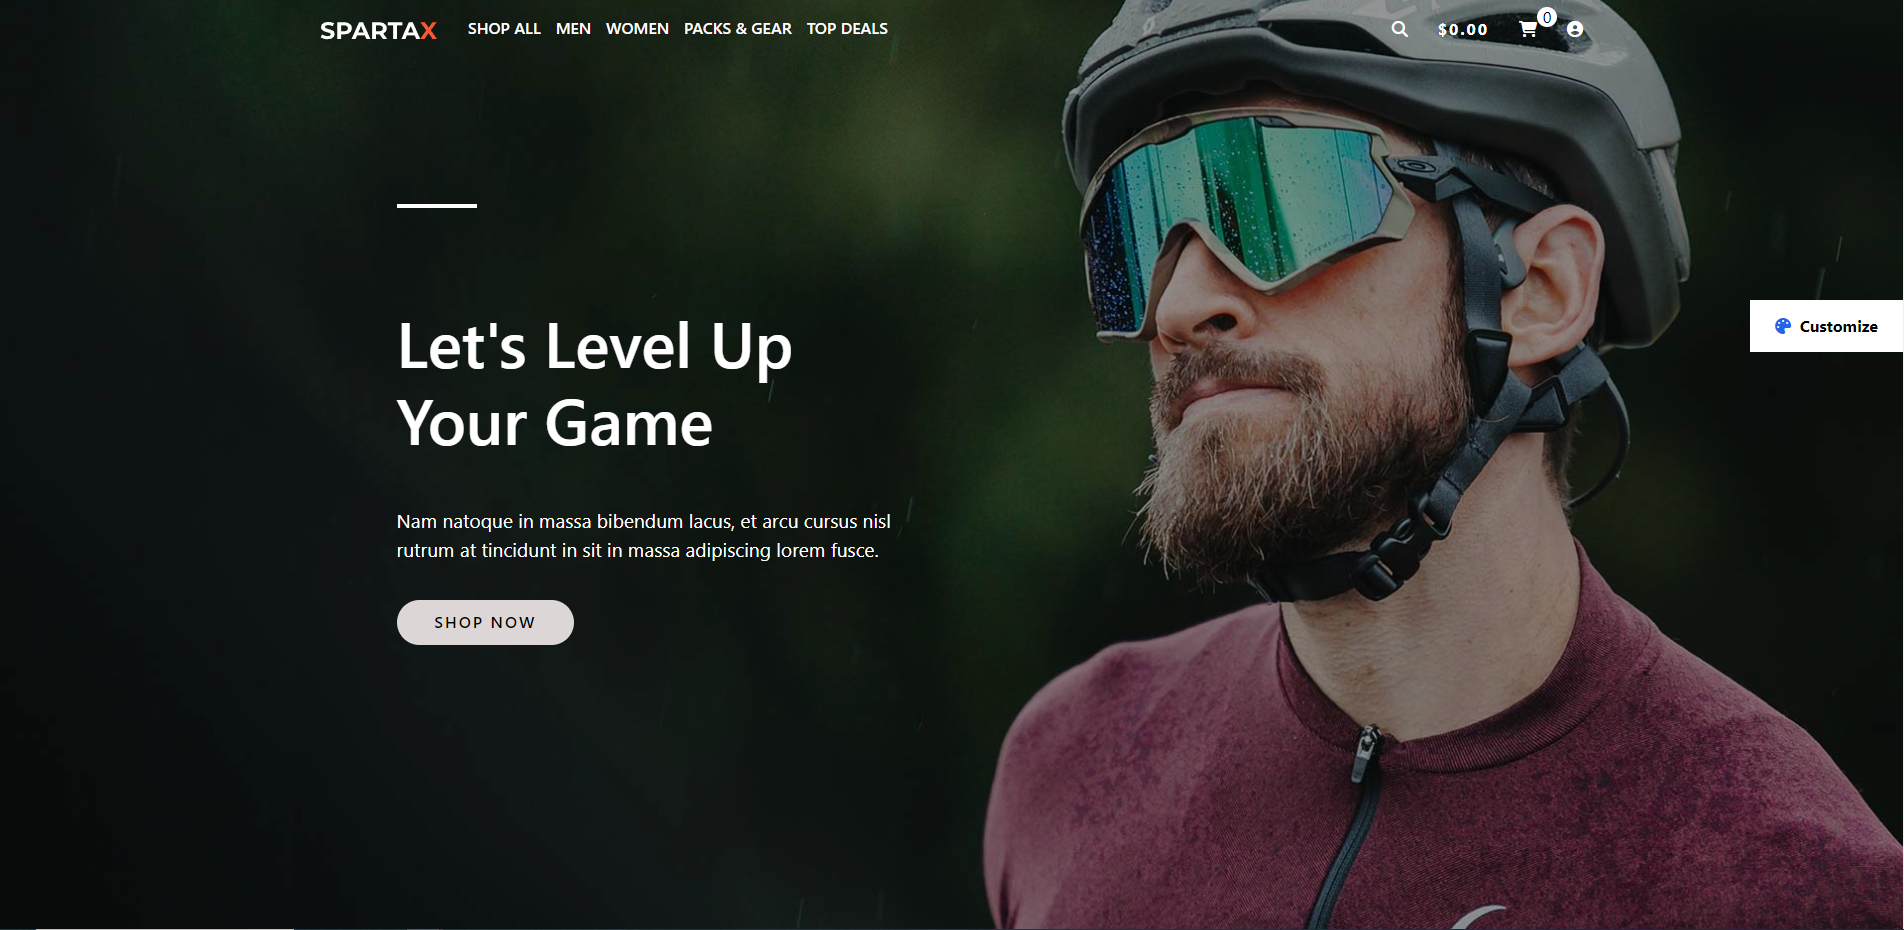 SPARTAX SHOP ALL MEN WOMEN PACKS & GEAR TOP DEALS $0.00 0
Customize
Let's Level Up
Your Game
Nam natoque in massa bibendum lacus, et arcu cursus nisl
rutrum at tincidunt in sit in massa adipiscing lorem fusce.
SHOP NOW